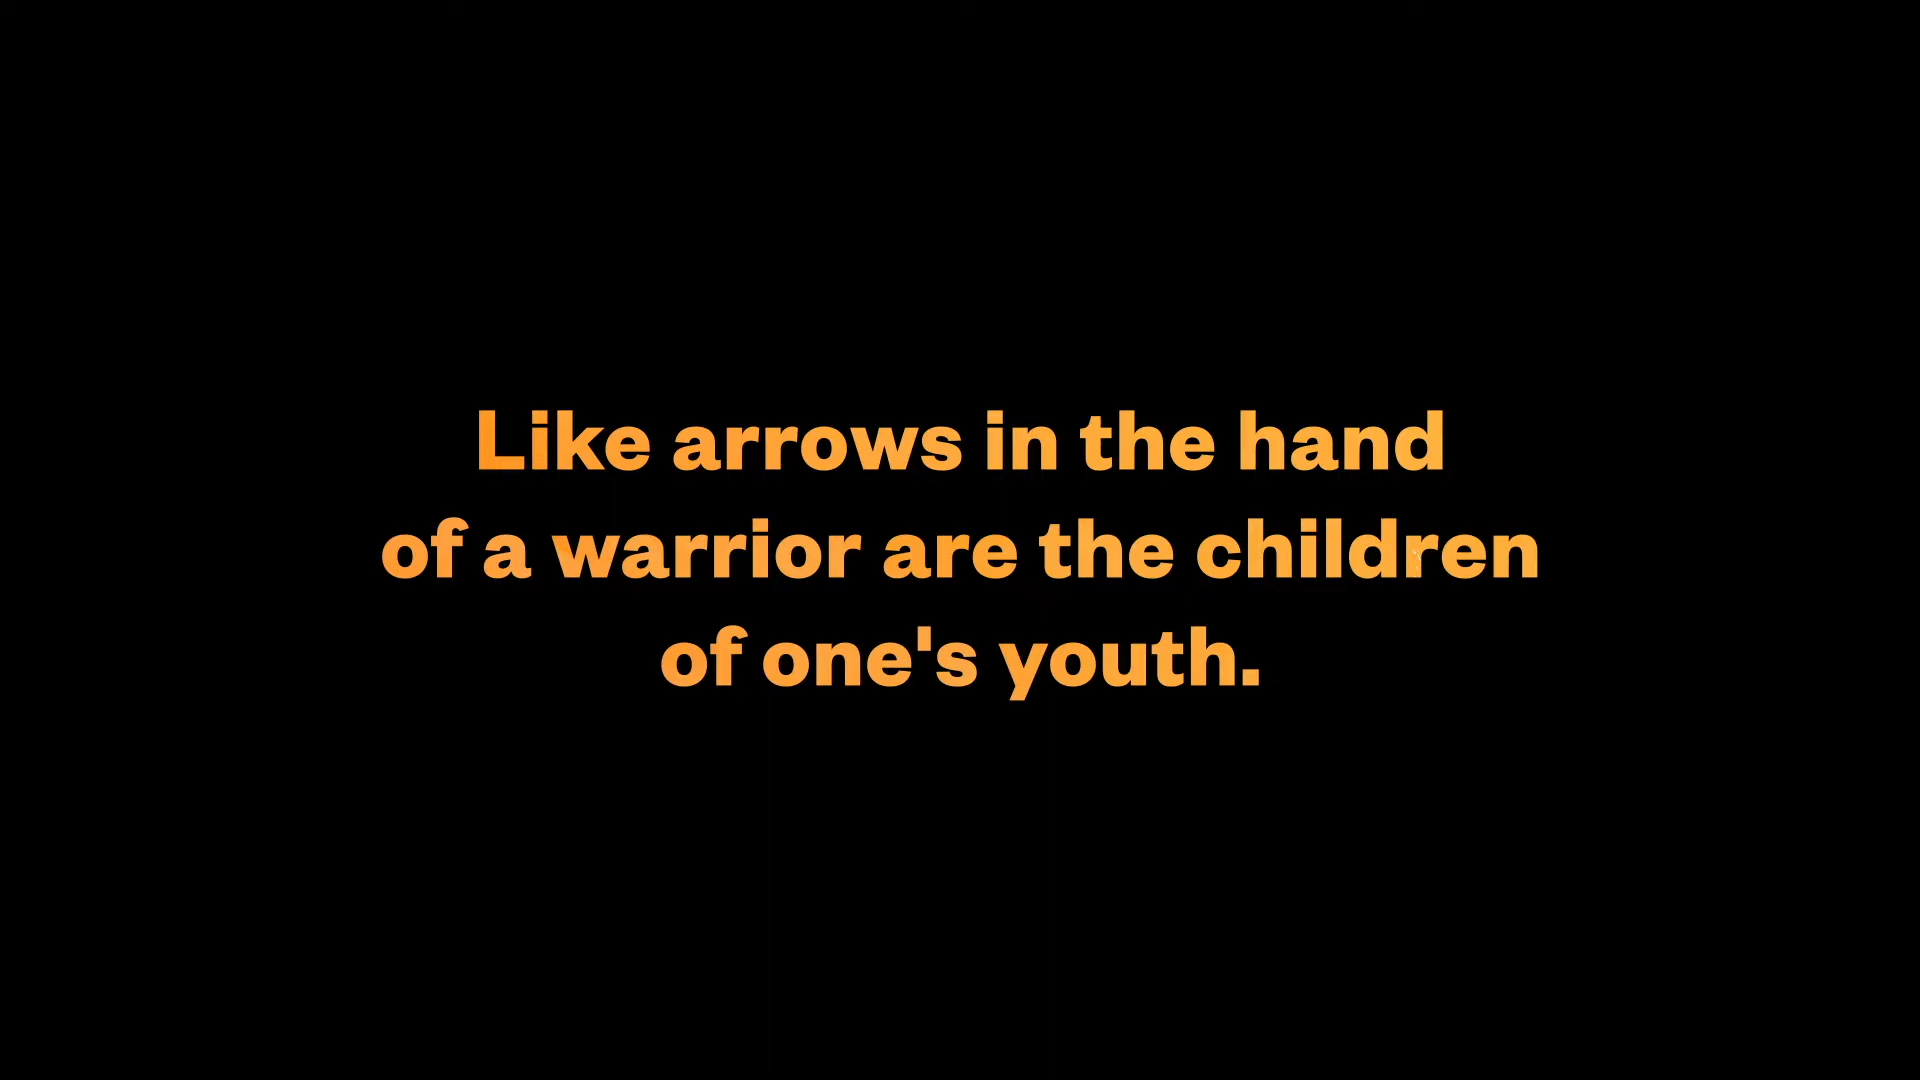 Like arrows in the hand
of a warrior are the children
of one's youth.